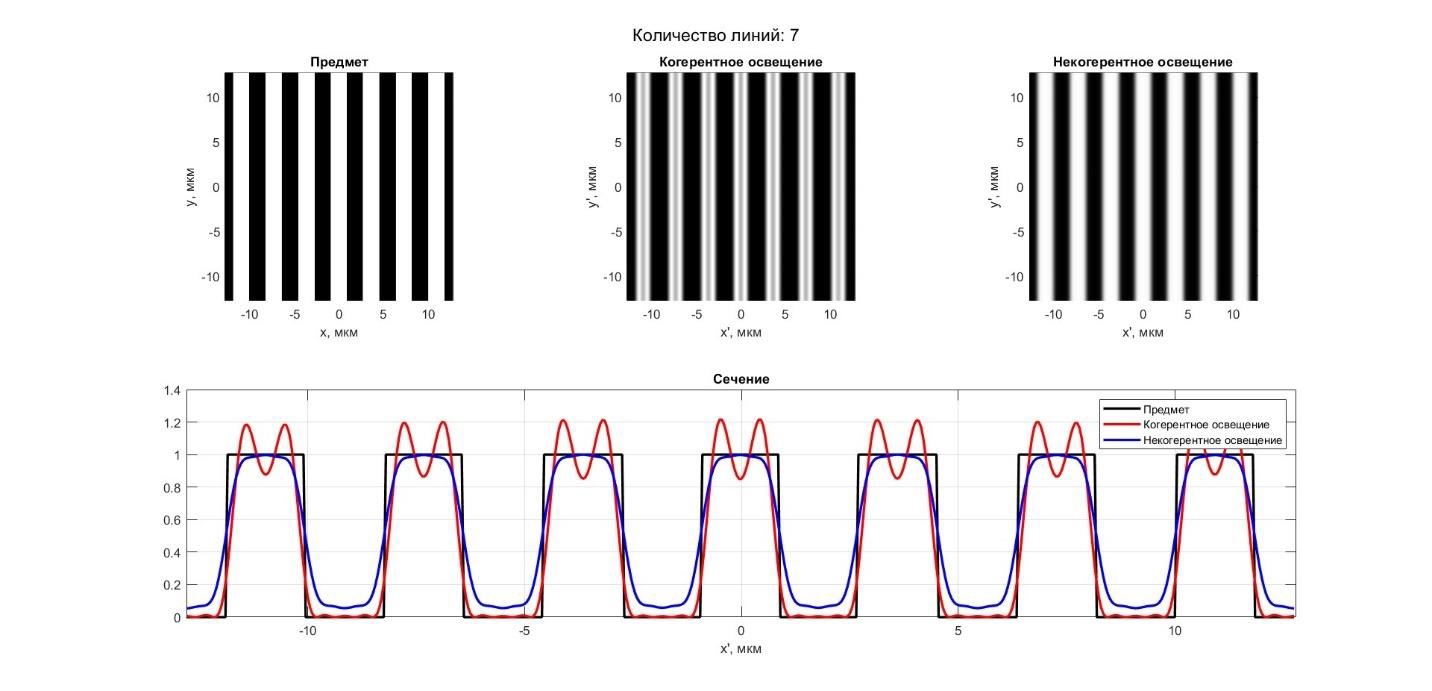 Количество линий: 7
Предмет
Когерентное освещение
Некогерентное освещение
10
5
0
-5
-10
y, мкм
-10 -5 0 5 10
x, мкм
10
5
0
-5
-10
y', мкм
-10 -5 0 5 10
x', мкм
10
5
0
-5
-10
y', мкм
-10 -5 0 5 10
x', мкм
Сечение
1.4
1.2
1
0.8
0.6
0.4
0.2
0
Предмет
Когерентное освещение
Некогерентное освещение
-10 -5 0 5 10
x', мкм